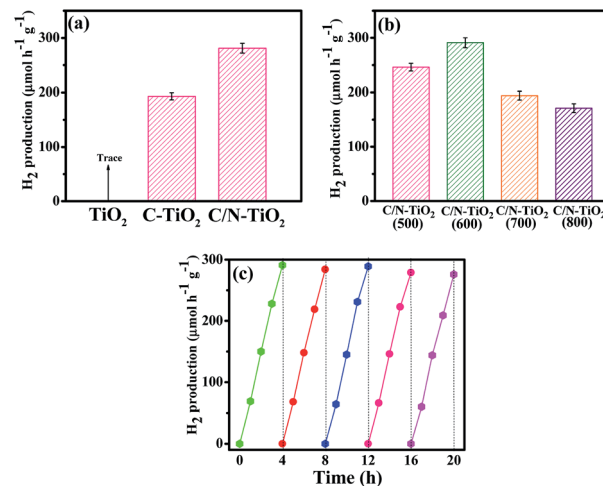 (a)
H2 production (μmol h-1 g-1)
300
200
100
0
Trace
TiO2 C-TiO2 C/N-TiO2
(b)
H2 production (μmol h-1 g-1)
300
200
100
0
C/N-TiO2 C/N-TiO2 C/N-TiO2 C/N-TiO2
(500) (600) (700) (800)
(c)
H2 production (μmol h-1 g-1)
300
200
100
0
0 4 8 12 16 20
Time (h)